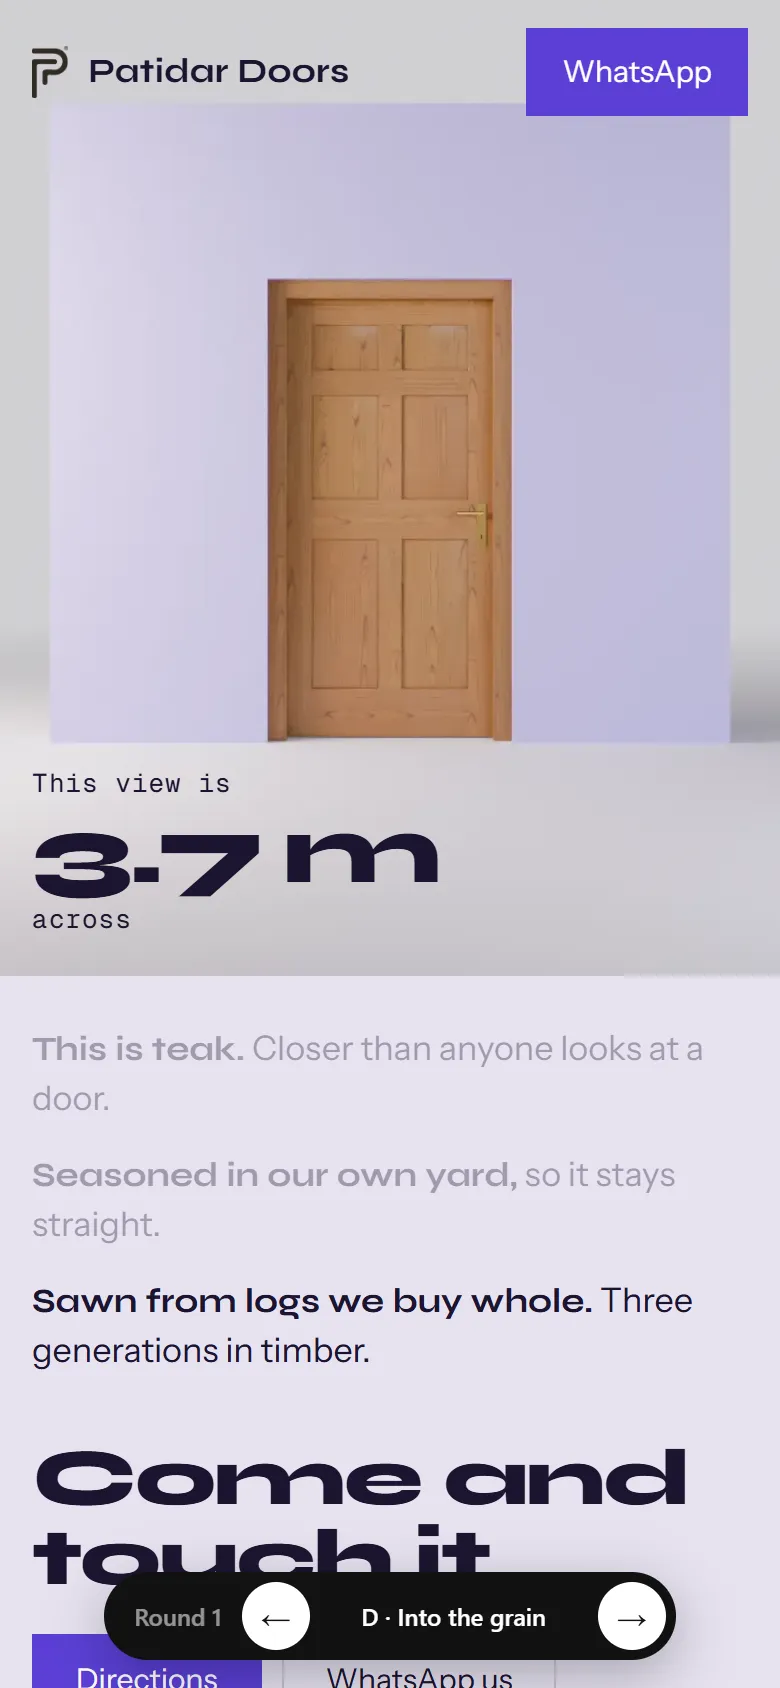 Patidar Doors
WhatsApp
This view is
3.7 m
across
This is teak. Closer than anyone looks at a
door.
Seasoned in our own yard, so it stays
straight.
Sawn from logs we buy whole. Three
generations in timber.
Come and
touch it
Round 1 ← D · Into the grain →
Directions
WhatsApp us